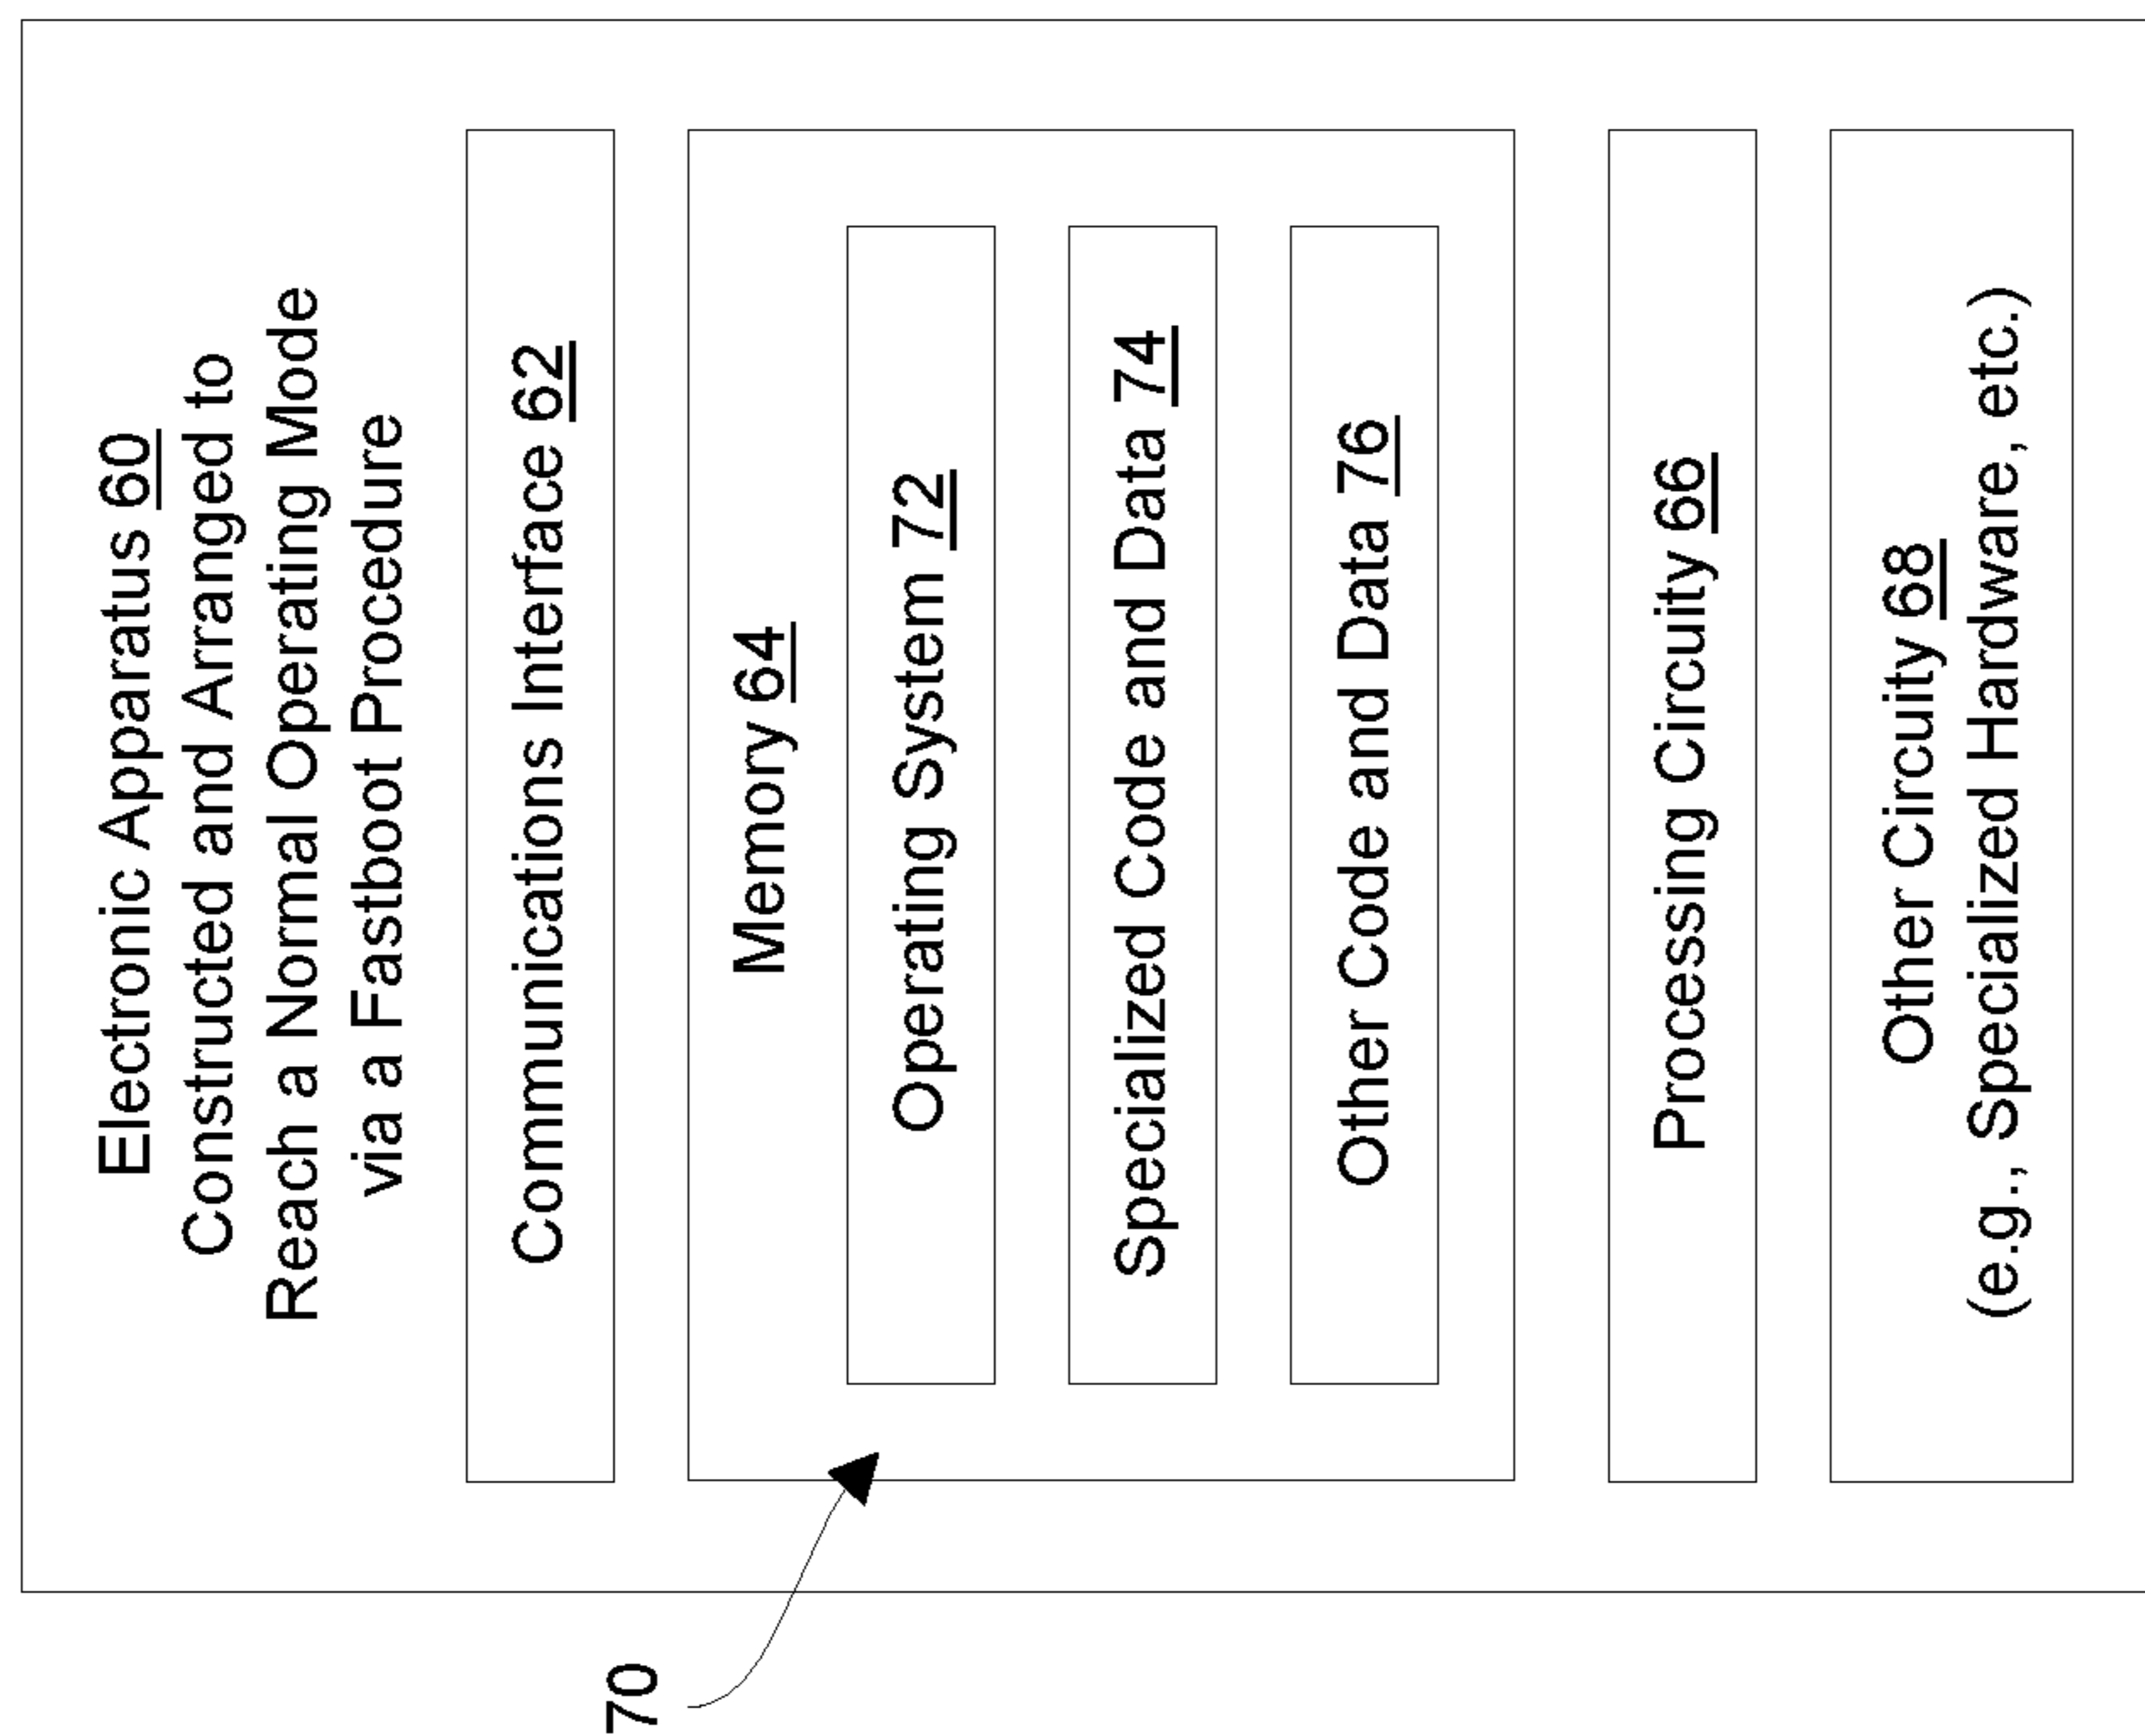 Electronic Apparatus 60
Constructed and Arranged to
Reach a Normal Operating Mode
via a Fastboot Procedure
Communications Interface 62
70
Memory 64
Operating System 72
Specialized Code and Data 74
Other Code and Data 76
Processing Circuity 66
Other Circuity 68
(e.g., Specialized Hardware, etc.)